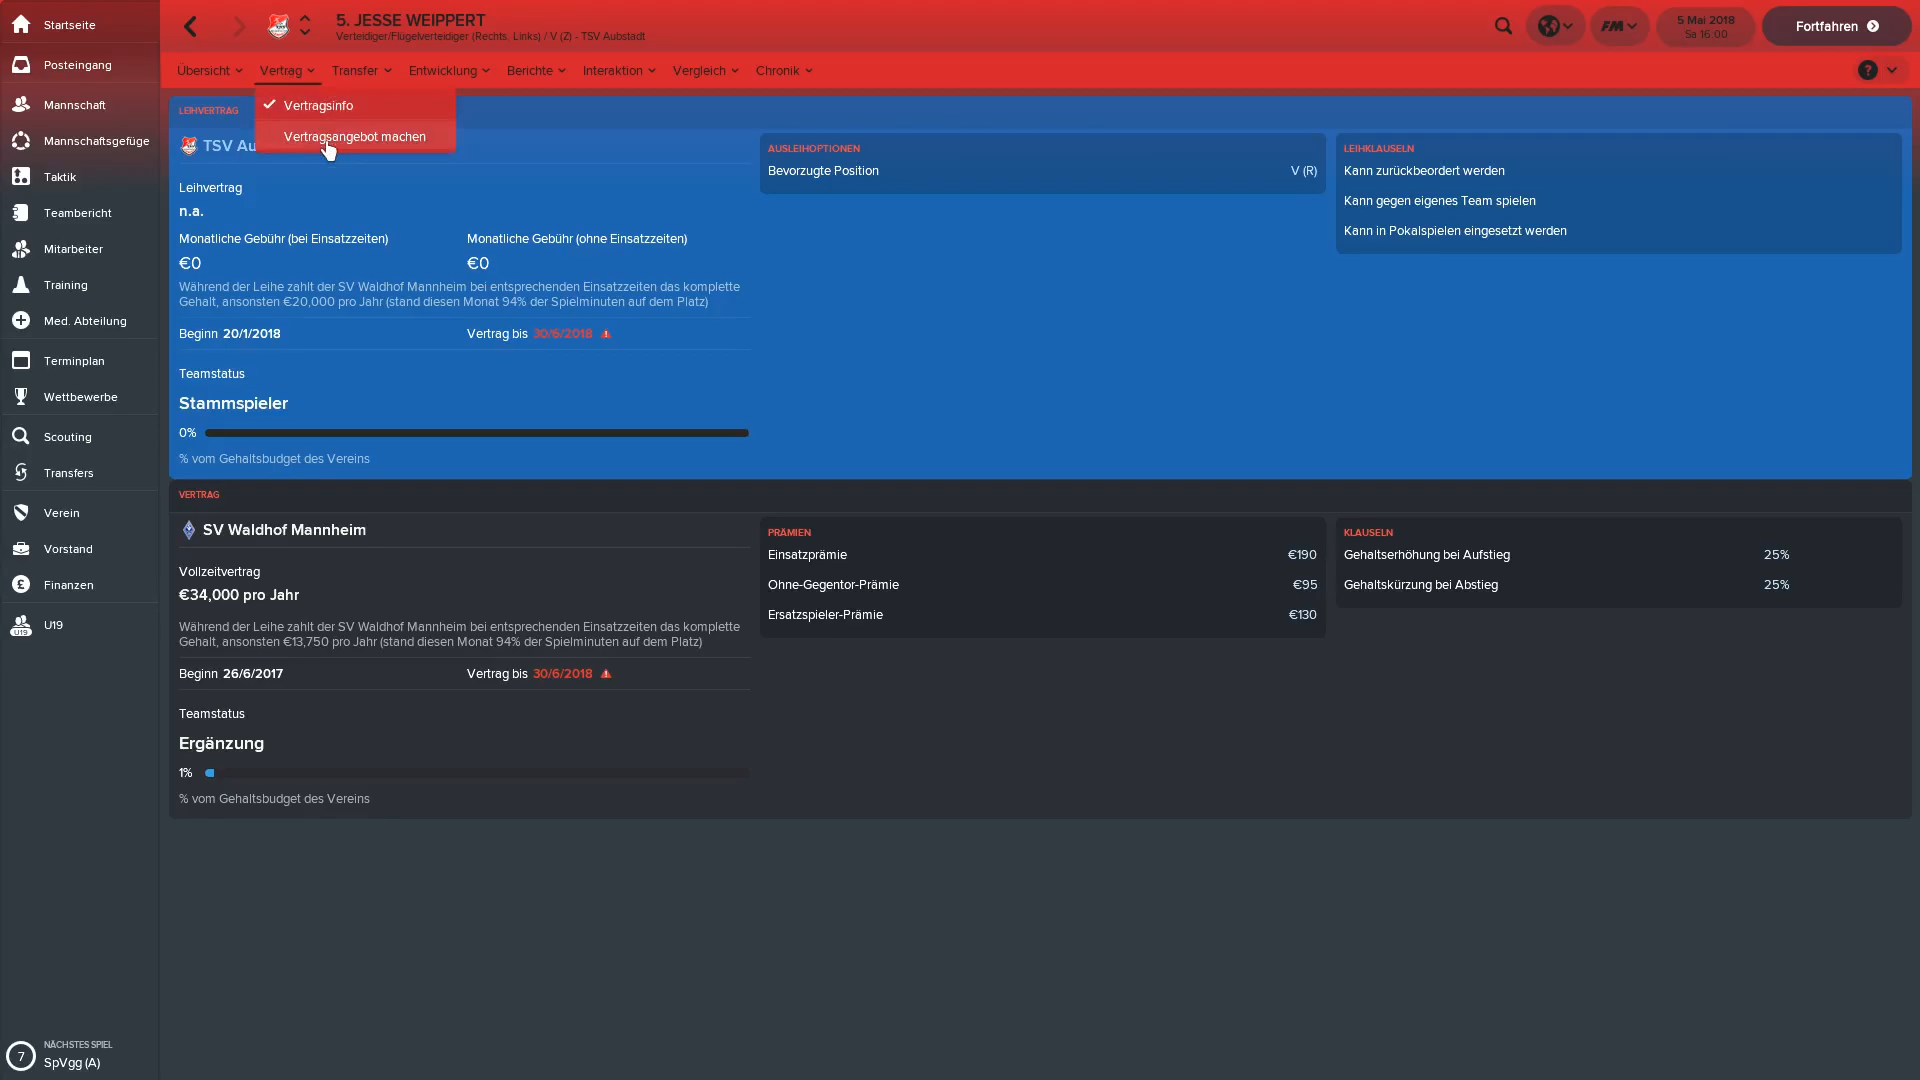 Startseite
Posteingang
Mannschaft
Mannschaftsgefüge
Taktik
Teambericht
Mitarbeiter
Training
Med. Abteilung
Terminplan
Wettbewerbe
Scouting
Transfers
Verein
Vorstand
Finanzen
U19
U19
NÄCHSTES SPIEL
7
SpVgg (A)
5. JESSE WEIPPERT
Verteidiger/Flügelverteidiger (Rechts, Links) / V (Z) - TSV Aubstadt
FM
5 Mai 2018
Sa 16:00
Fortfahren
Übersicht
Vertrag
Transfer
Entwicklung
Berichte
Interaktion
Vergleich
Chronik
?
Vertragsinfo
Vertragsangebot machen
LEIHVERTRAG
TSV Au
Leihvertrag
n.a.
Monatliche Gebühr (bei Einsatzzeiten)
Monatliche Gebühr (ohne Einsatzzeiten)
€0
€0
Während der Leihe zahlt der SV Waldhof Mannheim bei entsprechenden Einsatzzeiten das komplette
Gehalt, ansonsten €20,000 pro Jahr (stand diesen Monat 94% der Spielminuten auf dem Platz)
Beginn 20/1/2018
Vertrag bis 30/6/2018
Teamstatus
Stammspieler
0%
% vom Gehaltsbudget des Vereins
AUSLEIHOPTIONEN
Bevorzugte Position V (R)
LEIHKLAUSELN
Kann zurückbeordert werden
Kann gegen eigenes Team spielen
Kann in Pokalspielen eingesetzt werden
VERTRAG
SV Waldhof Mannheim
Vollzeitvertrag
€34,000 pro Jahr
Während der Leihe zahlt der SV Waldhof Mannheim bei entsprechenden Einsatzzeiten das komplette
Gehalt, ansonsten €13,750 pro Jahr (stand diesen Monat 94% der Spielminuten auf dem Platz)
Beginn 26/6/2017
Vertrag bis 30/6/2018
Teamstatus
Ergänzung
1%
% vom Gehaltsbudget des Vereins
PRÄMIEN
Einsatzprämie €190
Ohne-Gegentor-Prämie €95
Ersatzspieler-Prämie €130
KLAUSELN
Gehaltserhöhung bei Aufstieg 25%
Gehaltskürzung bei Abstieg 25%